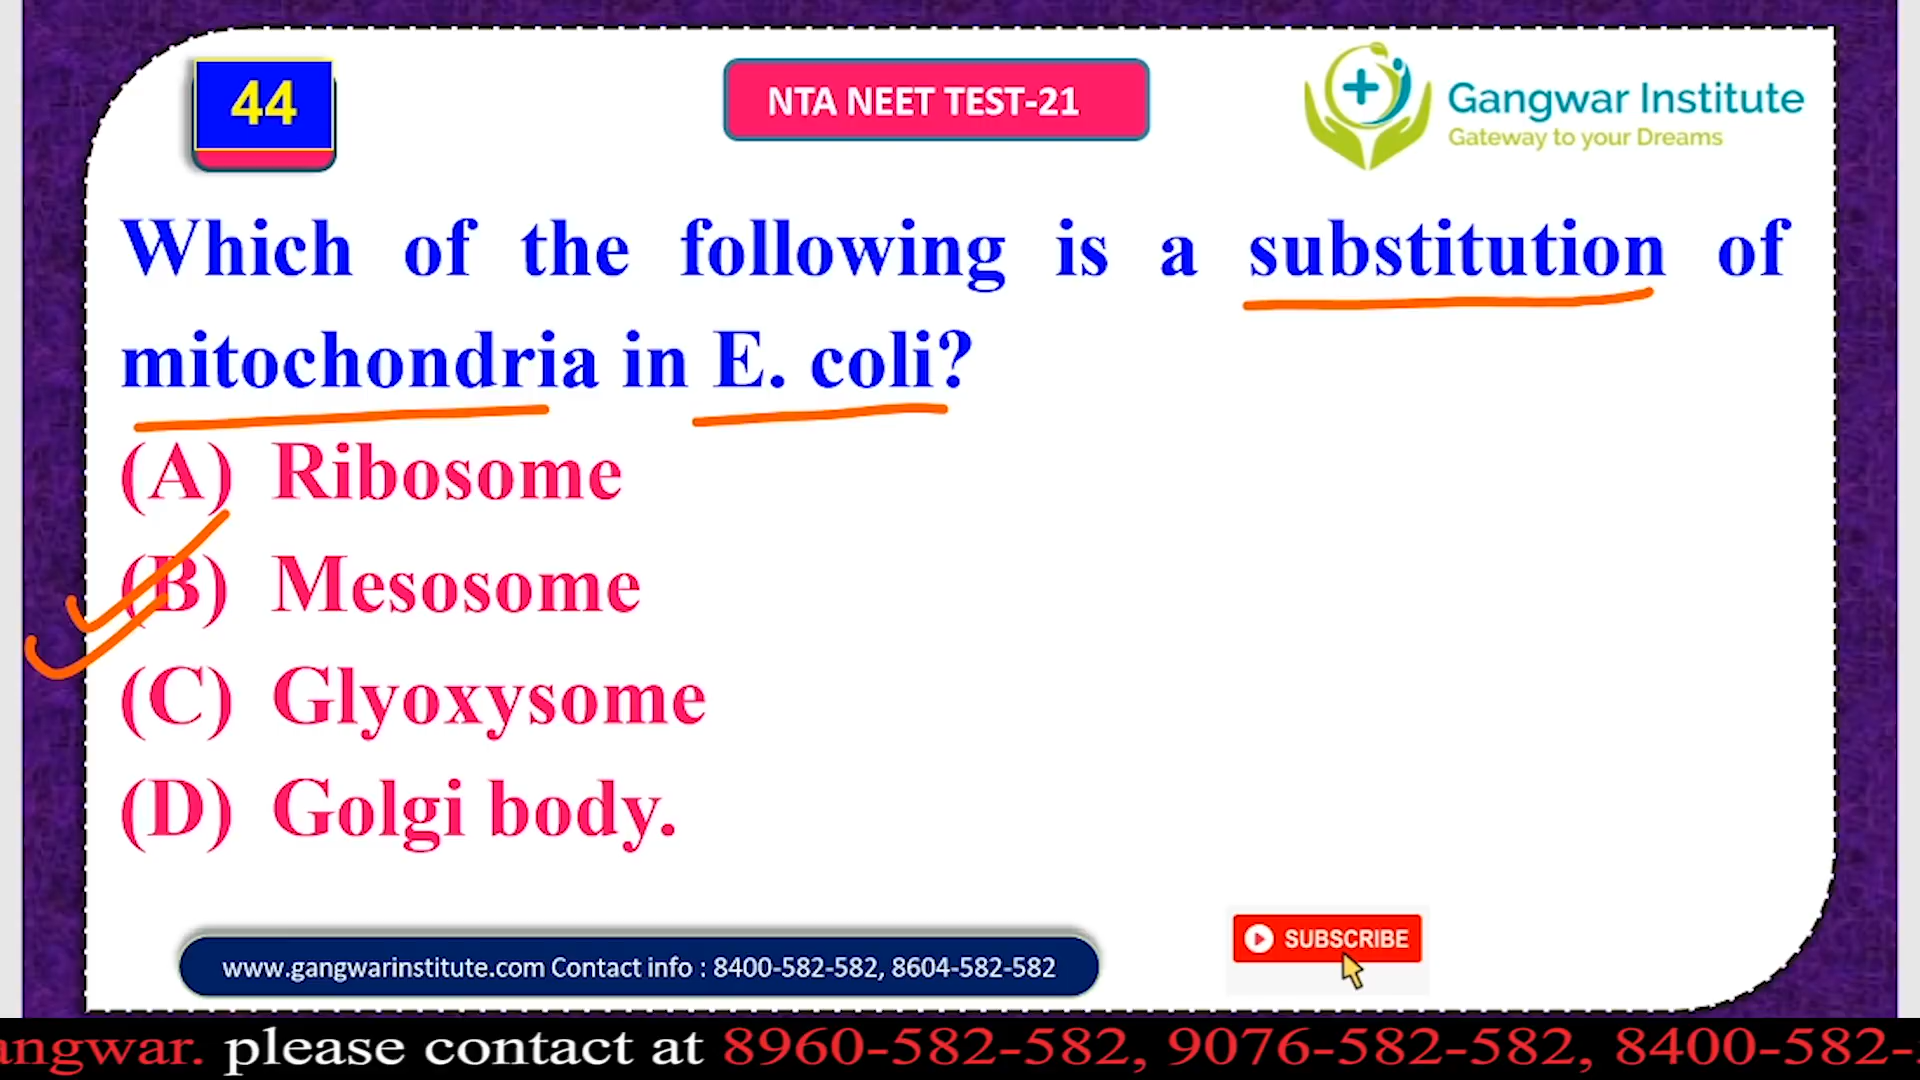 44
NTA NEET TEST-21
Gangwar Institute
Gateway to your Dreams
Which of the following is a substitution of
mitochondria in E. coli?
(A) Ribosome
(B) Mesosome
(C) Glyoxysome
(D) Golgi body.
www.gangwarinstitute.com Contact info : 8400-582-582, 8604-582-582
SUBSCRIBE
angwar. please contact at 8960-582-582, 9076-582-582, 8400-582-